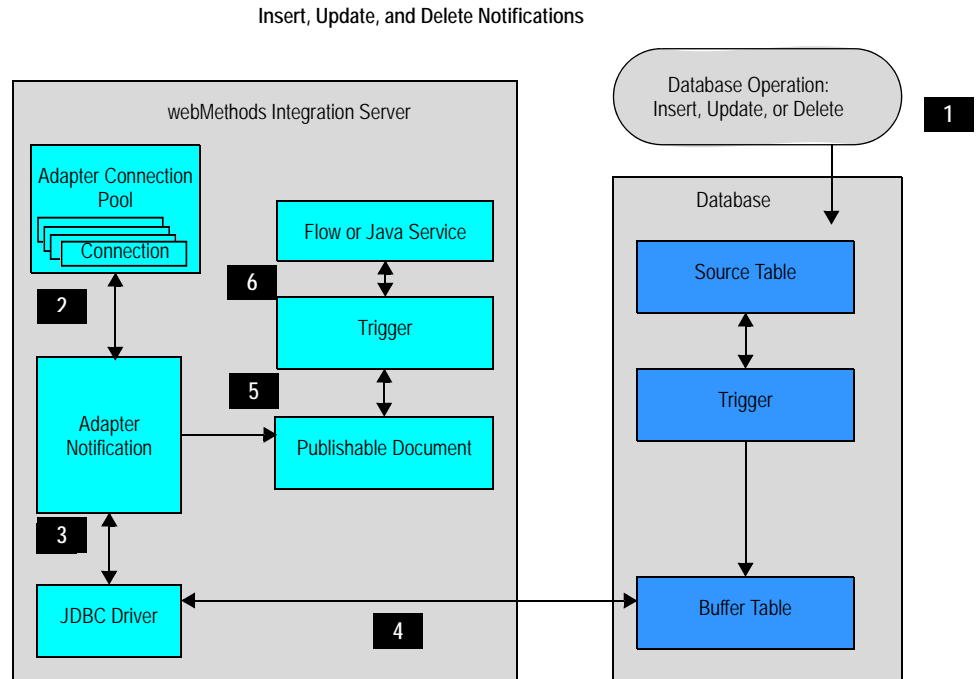 Insert, Update, and Delete Notifications
Database Operation:
Insert, Update, or Delete
1
webMethods Integration Server
Adapter Connection
Pool
Connection
2
Flow or Java Service
6
Trigger
5
Adapter
Notification
Publishable Document
3
JDBC Driver
4
Database
Source Table
Trigger
Buffer Table